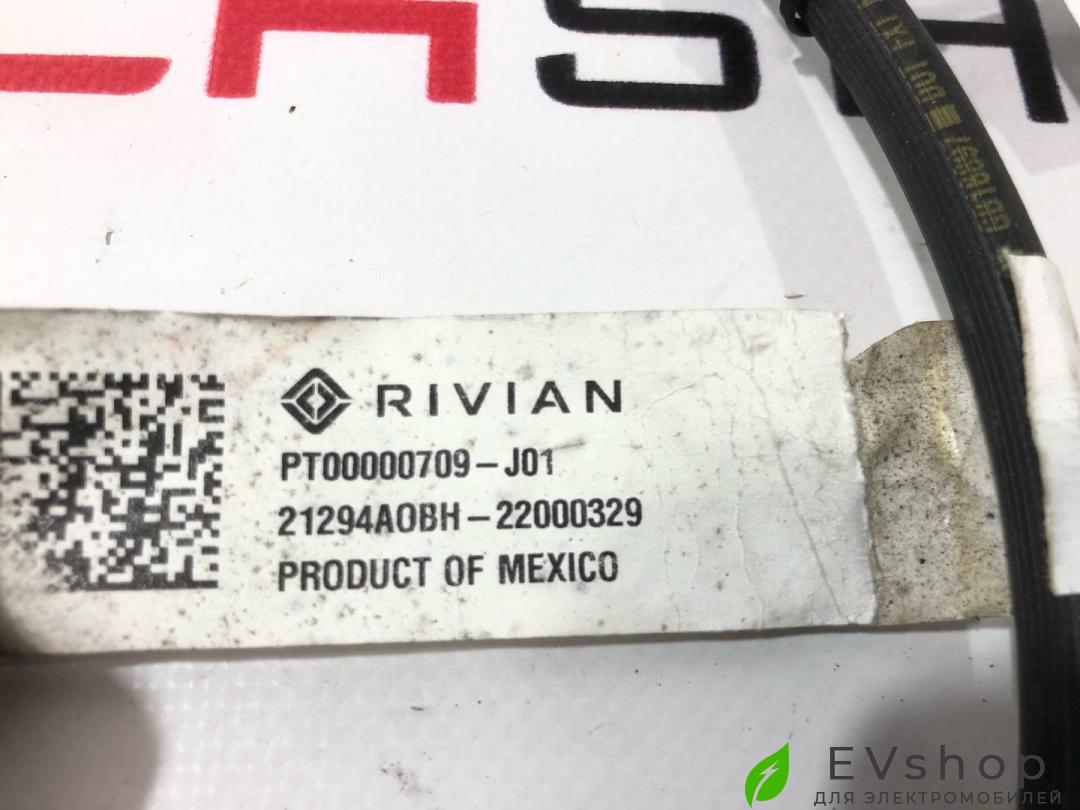 RIVIAN
PT00000709-J01
21294AOBH-22000329
PRODUCT OF MEXICO
EVshop
ДЛЯ ЭЛЕКТРОМОБИЛЕЙ